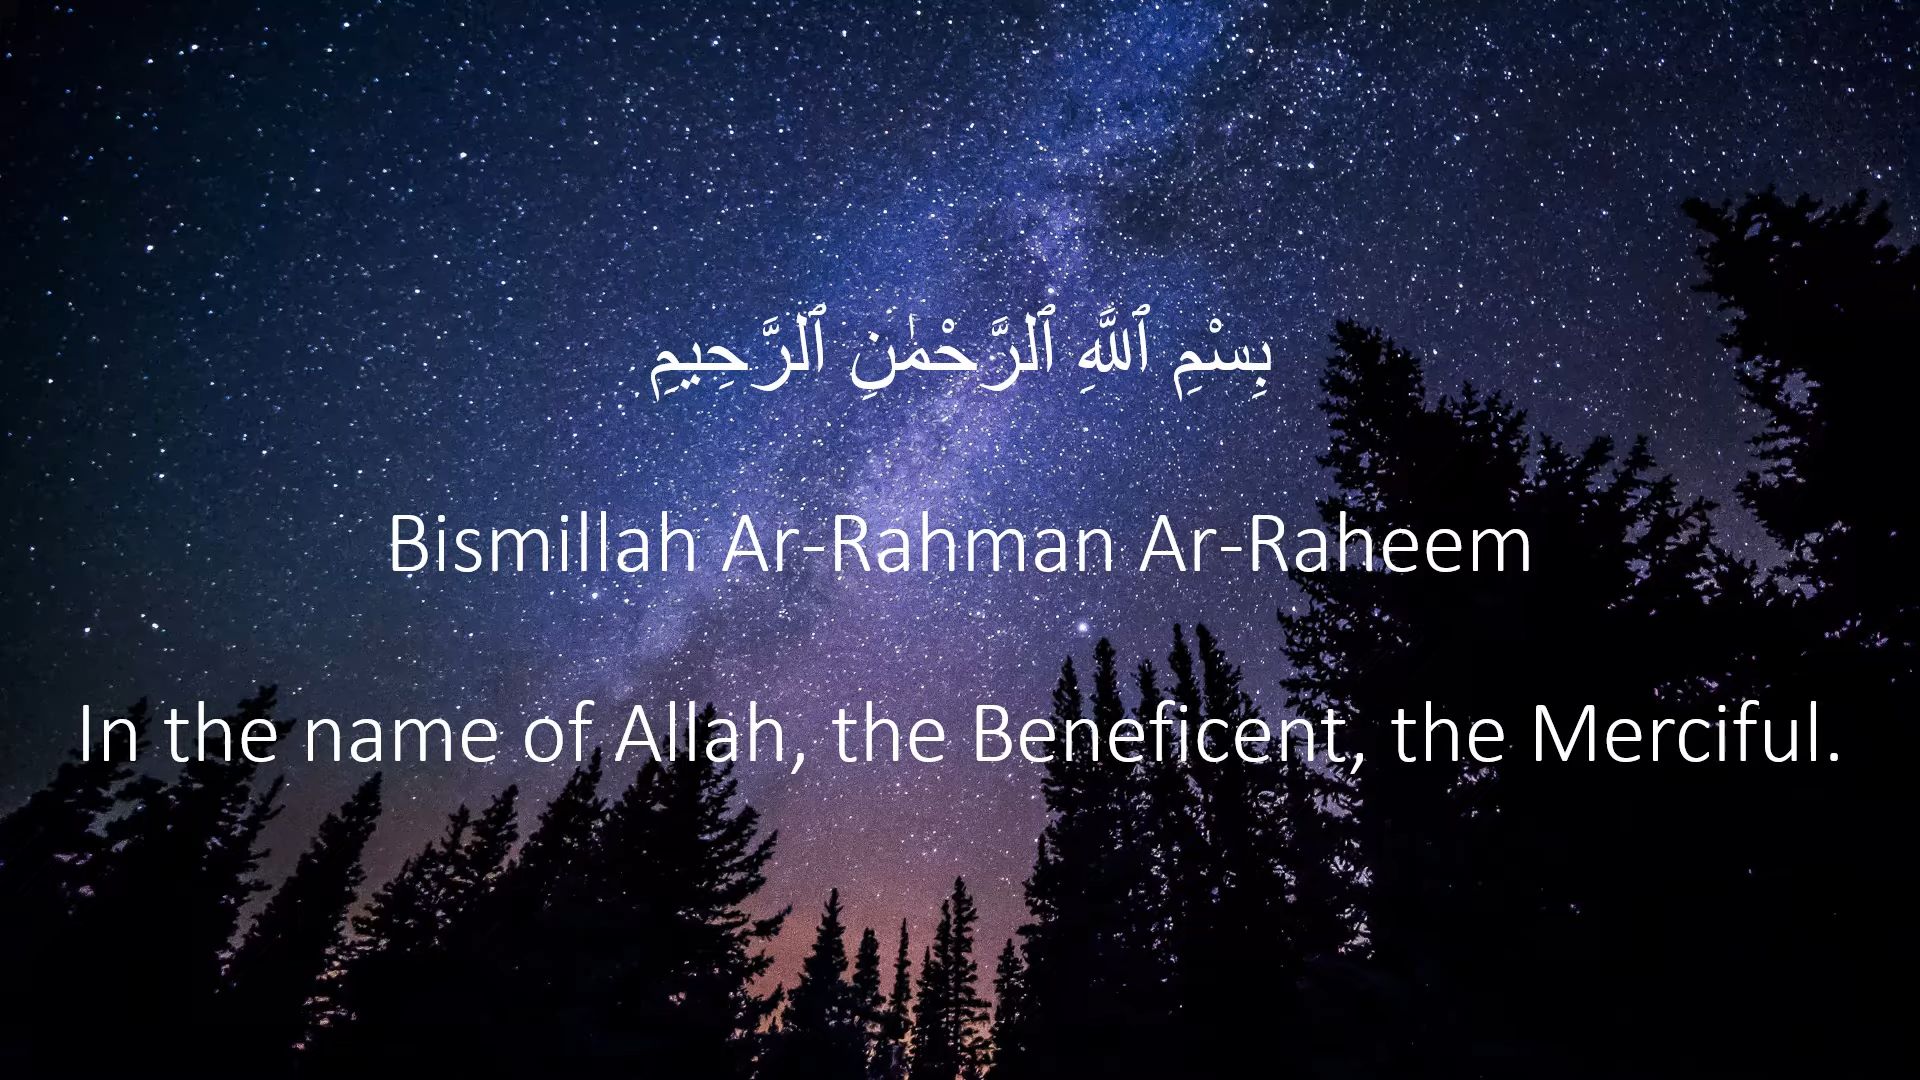 بِسْمِ ٱللَّهِ ٱلرَّحْمَٰنِ ٱلرَّحِيمِ
Bismillah Ar-Rahman Ar-Raheem
In the name of Allah, the Beneficent, the Merciful.